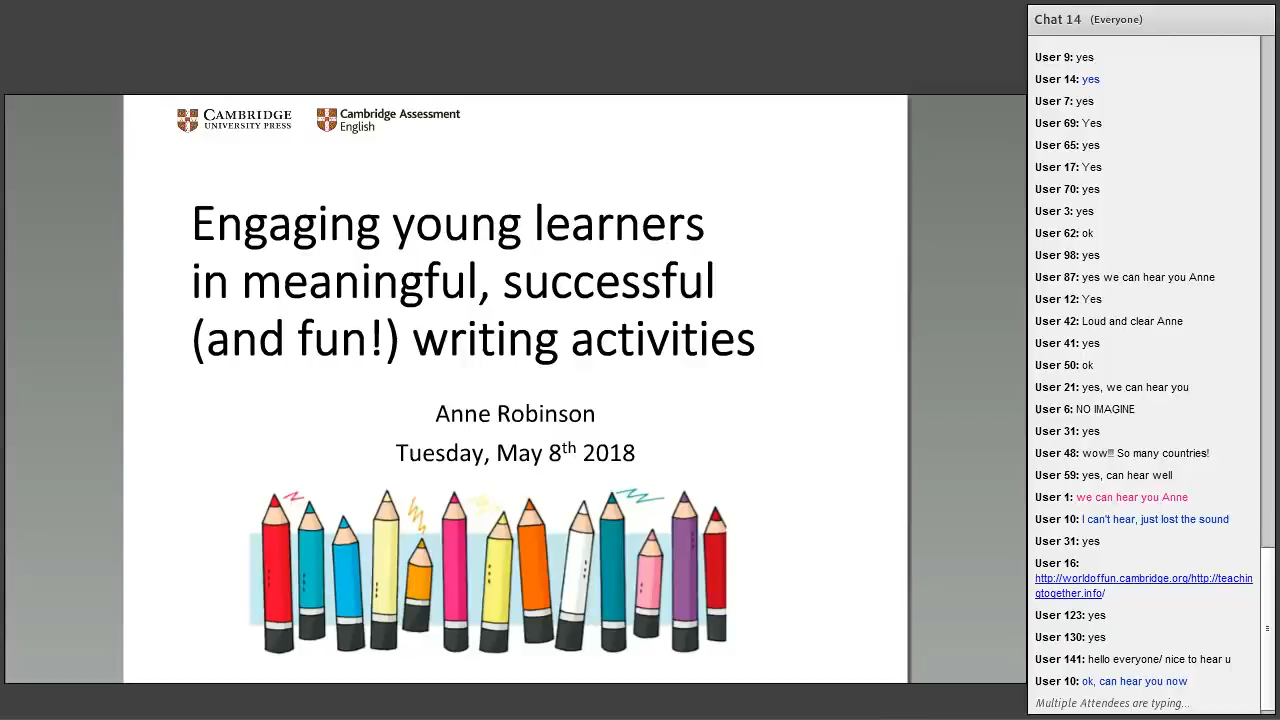 CAMBRIDGE
UNIVERSITY PRESS
Cambridge Assessment
English
Engaging young learners
in meaningful, successful
(and fun!) writing activities
Anne Robinson
Tuesday, May 8th 2018
Chat 14 (Everyone)
User 9: yes
User 14: yes
User 7: yes
User 69: Yes
User 65: yes
User 17: Yes
User 70: yes
User 3: yes
User 62: ok
User 98: yes
User 87: yes we can hear you Anne
User 12: Yes
User 42: Loud and clear Anne
User 41: yes
User 50: ok
User 21: yes, we can hear you
User 6: NO IMAGINE
User 31: yes
User 48: wow!!! So many countries!
User 59: yes, can hear well
User 1: we can hear you Anne
User 10: I can't hear, just lost the sound
User 31: yes
User 16:
http://worldoffun.cambridge.org/http://teachin
gtogether.info/
User 123: yes
User 130: yes
User 141: hello everyone/ nice to hear u
User 10: ok, can hear you now
Multiple Attendees are typing...